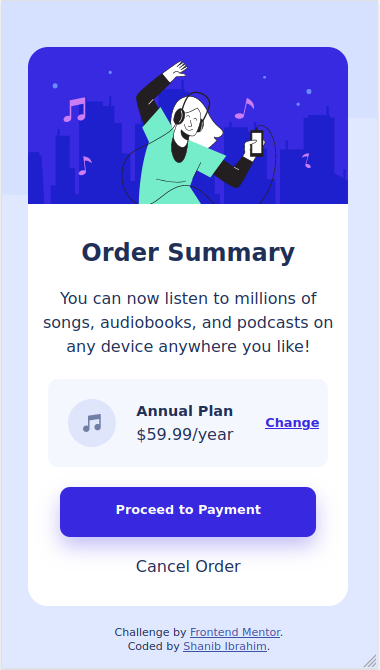 Order Summary
You can now listen to millions of
songs, audiobooks, and podcasts on
any device anywhere you like!
Annual Plan
$59.99/year
Change
Proceed to Payment
Cancel Order
Challenge by Frontend Mentor.
Coded by Shanib Ibrahim.